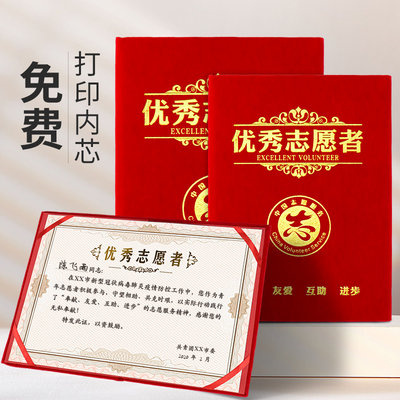 免费
打印内芯
优秀志愿者
EXCELLENT VOLUNTEER
优秀志愿者
EXCELLENT VOLUNTEER
中国志愿服务
China Volunteer Service
友爱 互助 进步
优秀志愿者
陈飞雨同志:
在XX市新型冠状病毒肺炎疫情防控工作中,您作为青
年志愿者积极参与,守望相助、共克时艰,以实际行动践行
了“奉献、友爱、互助、进步”的志愿服务精神,感谢您的
无私奉献!
特发此证,以资鼓励。
共青团XX市委
2020 年 2 月